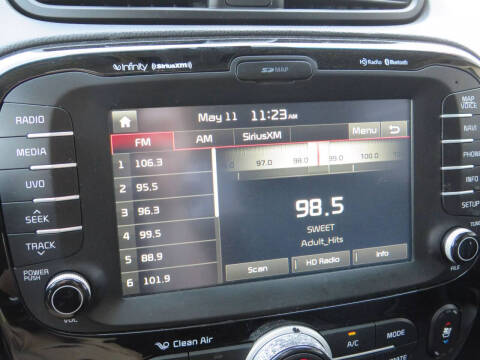 infinity ((SiriusXM))
SD MAP
HD Radio Bluetooth
RADIO
MEDIA
UVO
SEEK
TRACK
POWER
PUSH
VOL
May 11 11:23 AM
FM AM SiriusXM Menu
1 106.3
2 95.5
3 96.3
4 99.5
5 88.9
6 101.9
97.0 98.0 99.0 100.0
98.5
SWEET
Adult_Hits
Scan HD Radio Info
MAP
VOICE
NAVI
PHONE
INFO
SETUP
TUNE
FILE
Clean Air
A/C
MODE